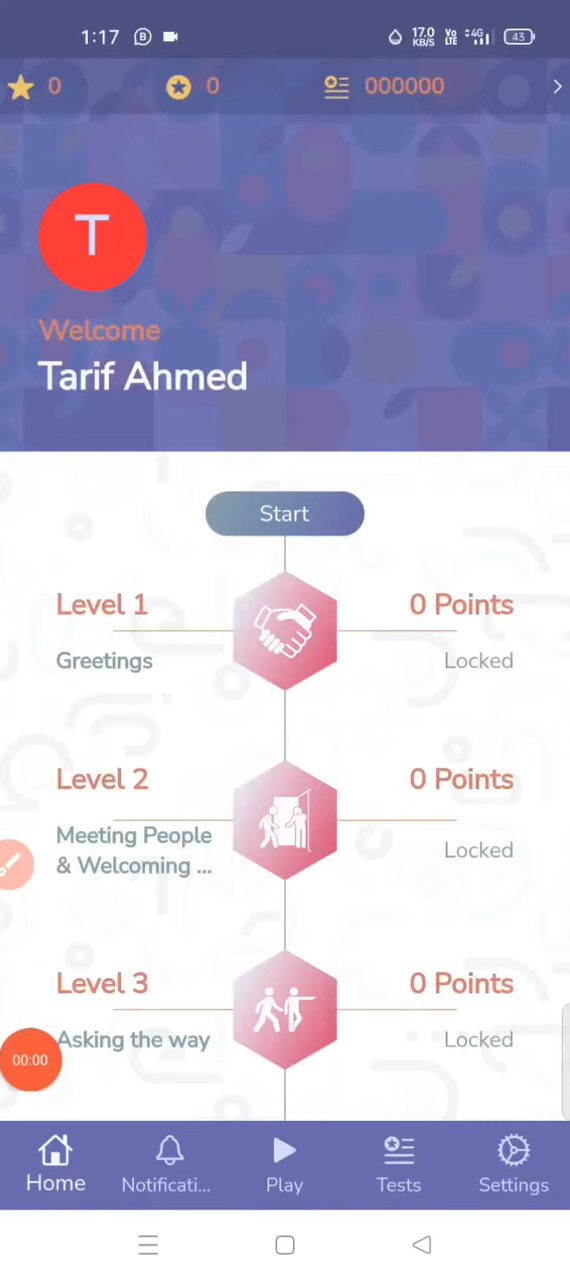 1:17 B 17.0 KB/S Vo LTE 4G 43
0 0 000000
T
Welcome
Tarif Ahmed
Start
Level 1 0 Points
Greetings Locked
Level 2 0 Points
Meeting People
& Welcoming ... Locked
Level 3 0 Points
Asking the way Locked
00:00
Home Notificati... Play Tests Settings